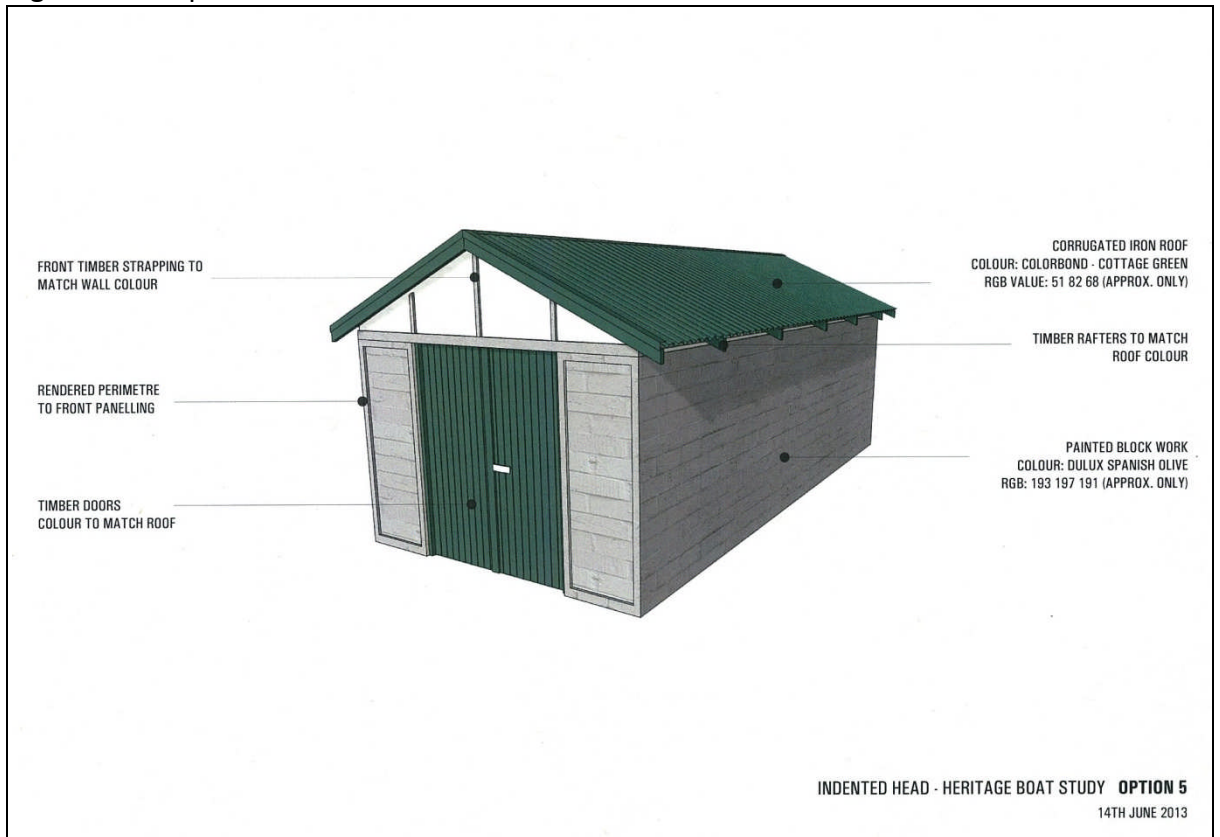 FRONT TIMBER STRAPPING TO
MATCH WALL COLOUR
RENDERED PERIMETRE
TO FRONT PANELLING
TIMBER DOORS
COLOUR TO MATCH ROOF
CORRUGATED IRON ROOF
COLOUR: COLORBOND - COTTAGE GREEN
RGB VALUE: 51 82 68 (APPROX. ONLY)
TIMBER RAFTERS TO MATCH
ROOF COLOUR
PAINTED BLOCK WORK
COLOUR: DULUX SPANISH OLIVE
RGB: 193 197 191 (APPROX. ONLY)
INDENTED HEAD - HERITAGE BOAT STUDY OPTION 5
14TH JUNE 2013